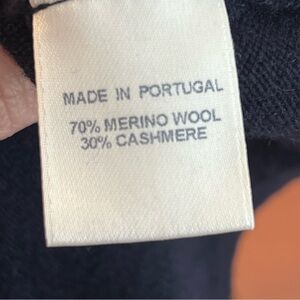 MADE IN PORTUGAL
70% MERINO WOOL
30% CASHMERE